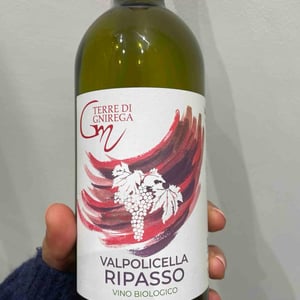 TERRE DI
GNIREGA
Gn
VALPOLICELLA
RIPASSO
VINO BIOLOGICO